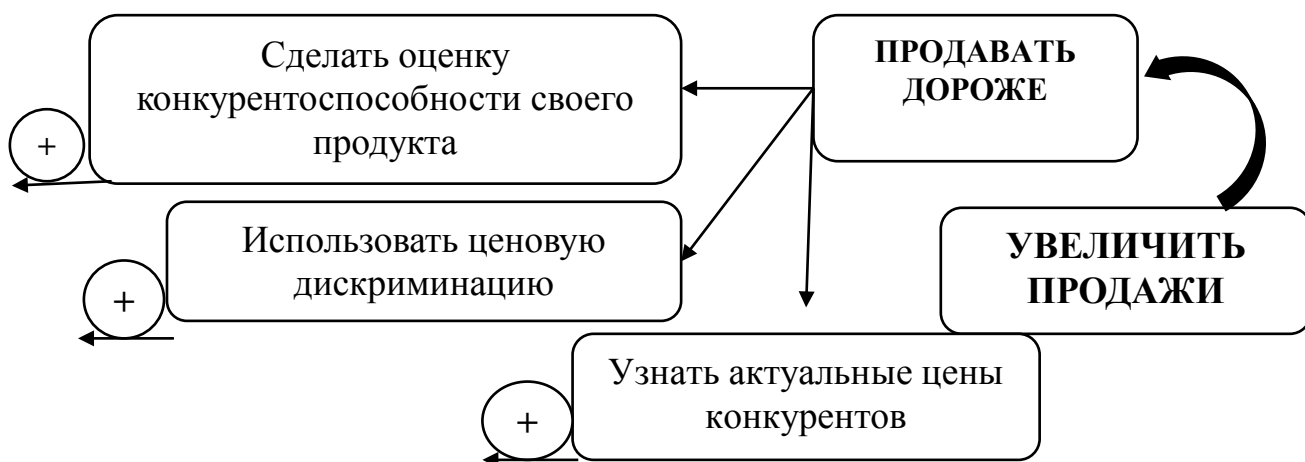 Сделать оценку
конкурентоспособности своего
продукта
+
ПРОДАВАТЬ
ДОРОЖЕ
Использовать ценовую
дискриминацию
+
УВЕЛИЧИТЬ
ПРОДАЖИ
Узнать актуальные цены
конкурентов
+